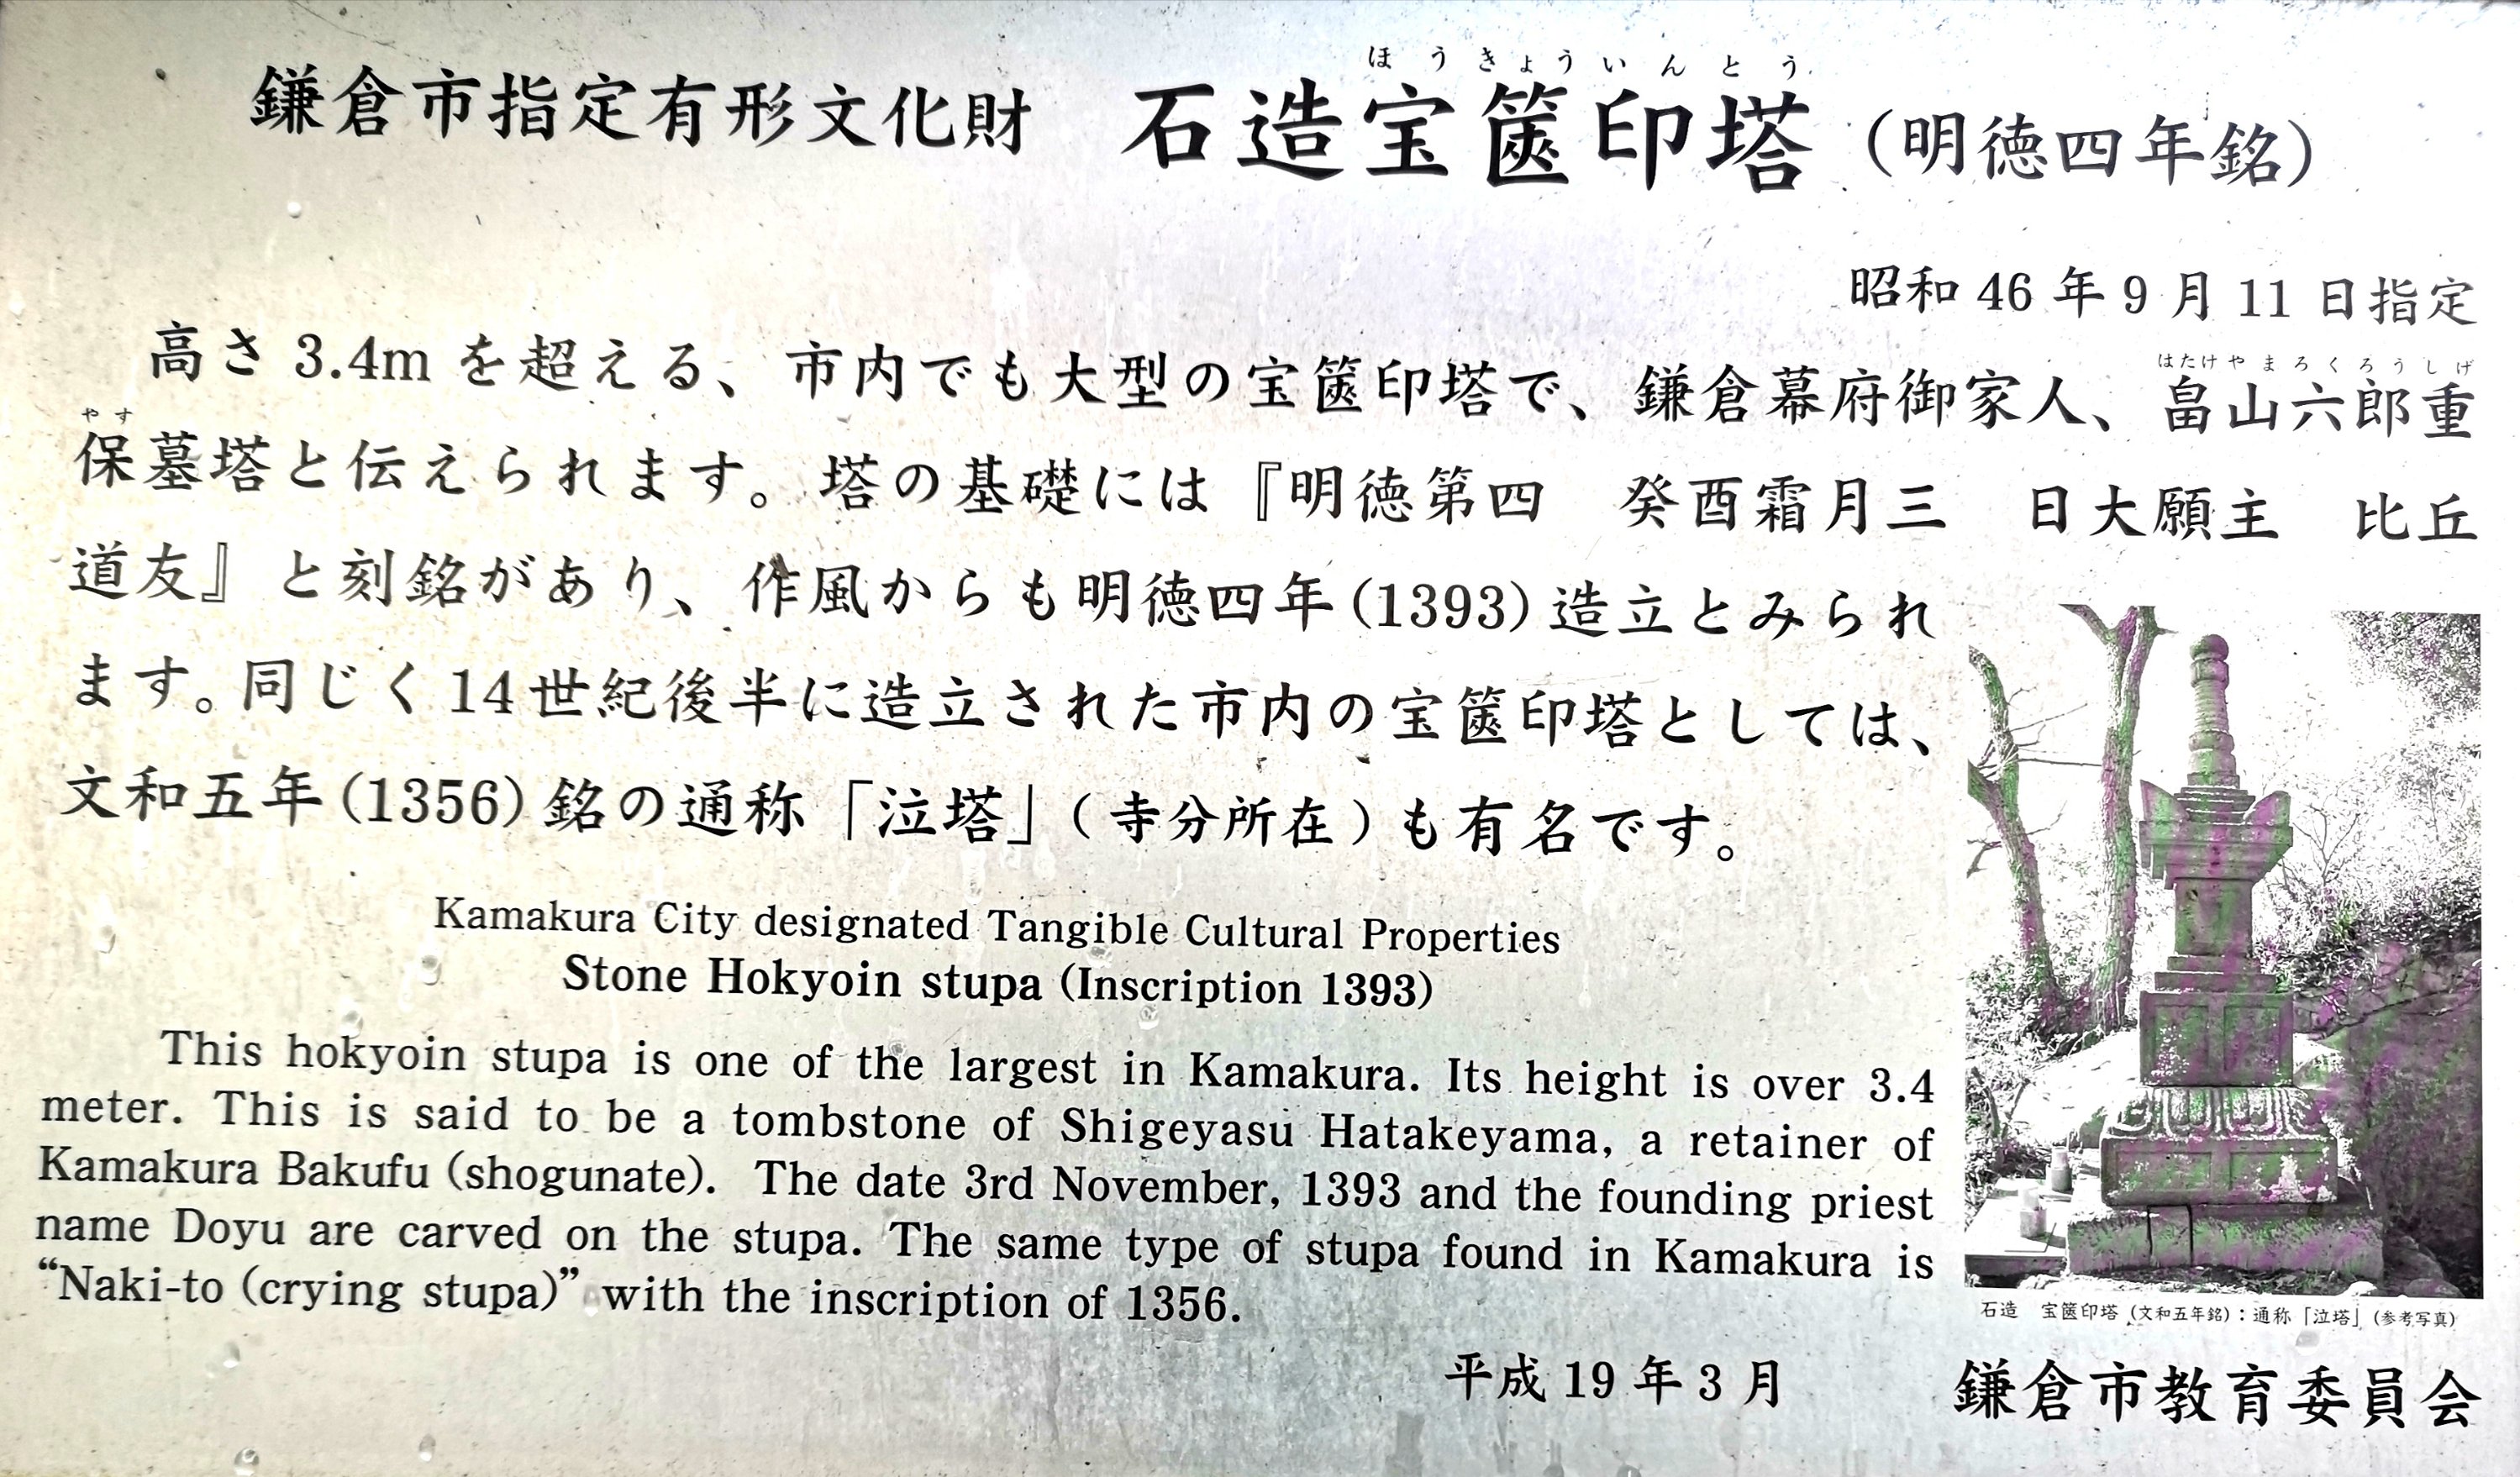 ほうきょういんとう
鎌倉市指定有形文化財 石造宝篋印塔（明徳四年銘）
昭和 46 年 9 月 11 日指定
はたけやまろくろうしげ
高さ 3.4m を超える、市内でも大型の宝篋印塔で、鎌倉幕府御家人、畠山六郎重
やす
保墓塔と伝えられます。塔の基礎には『明徳第四 癸酉霜月三 日大願主 比丘
道友』と刻銘があり、作風からも明徳四年(1393)造立とみられ
ます。同じく14世紀後半に造立された市内の宝篋印塔としては、
文和五年(1356)銘の通称「泣塔」（寺分所在）も有名です。
Kamakura City designated Tangible Cultural Properties
Stone Hokyoin stupa (Inscription 1393)
This hokyoin stupa is one of the largest in Kamakura. Its height is over 3.4
meter. This is said to be a tombstone of Shigeyasu Hatakeyama, a retainer of
Kamakura Bakufu (shogunate). The date 3rd November, 1393 and the founding priest
name Doyu are carved on the stupa. The same type of stupa found in Kamakura is
“Naki-to (crying stupa)” with the inscription of 1356.
石造 宝篋印塔（文和五年銘）：通称「泣塔」（参考写真）
平成 19 年 3 月 鎌倉市教育委員会